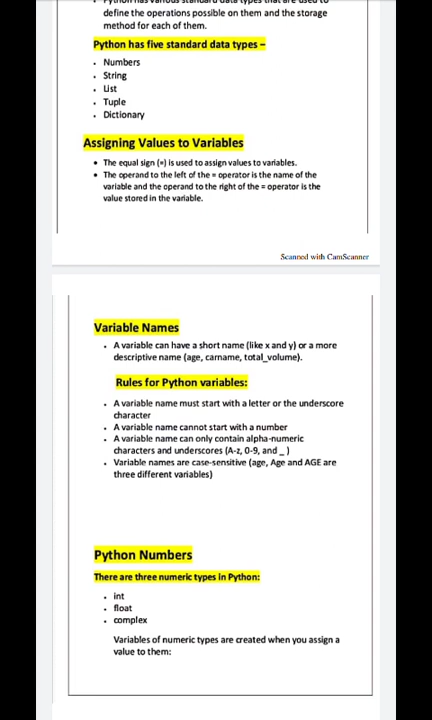 define the operations possible on them and the storage
method for each of them.
Python has five standard data types –
• Numbers
• String
• List
• Tuple
• Dictionary
Assigning Values to Variables
• The equal sign (=) is used to assign values to variables.
• The operand to the left of the = operator is the name of the
variable and the operand to the right of the = operator is the
value stored in the variable.
Scanned with CamScanner
Variable Names
• A variable can have a short name (like x and y) or a more
descriptive name (age, carname, total_volume).
Rules for Python variables:
• A variable name must start with a letter or the underscore
character
• A variable name cannot start with a number
• A variable name can only contain alpha-numeric
characters and underscores (A-z, 0-9, and _ )
• Variable names are case-sensitive (age, Age and AGE are
three different variables)
Python Numbers
There are three numeric types in Python:
• int
• float
• complex
Variables of numeric types are created when you assign a
value to them: